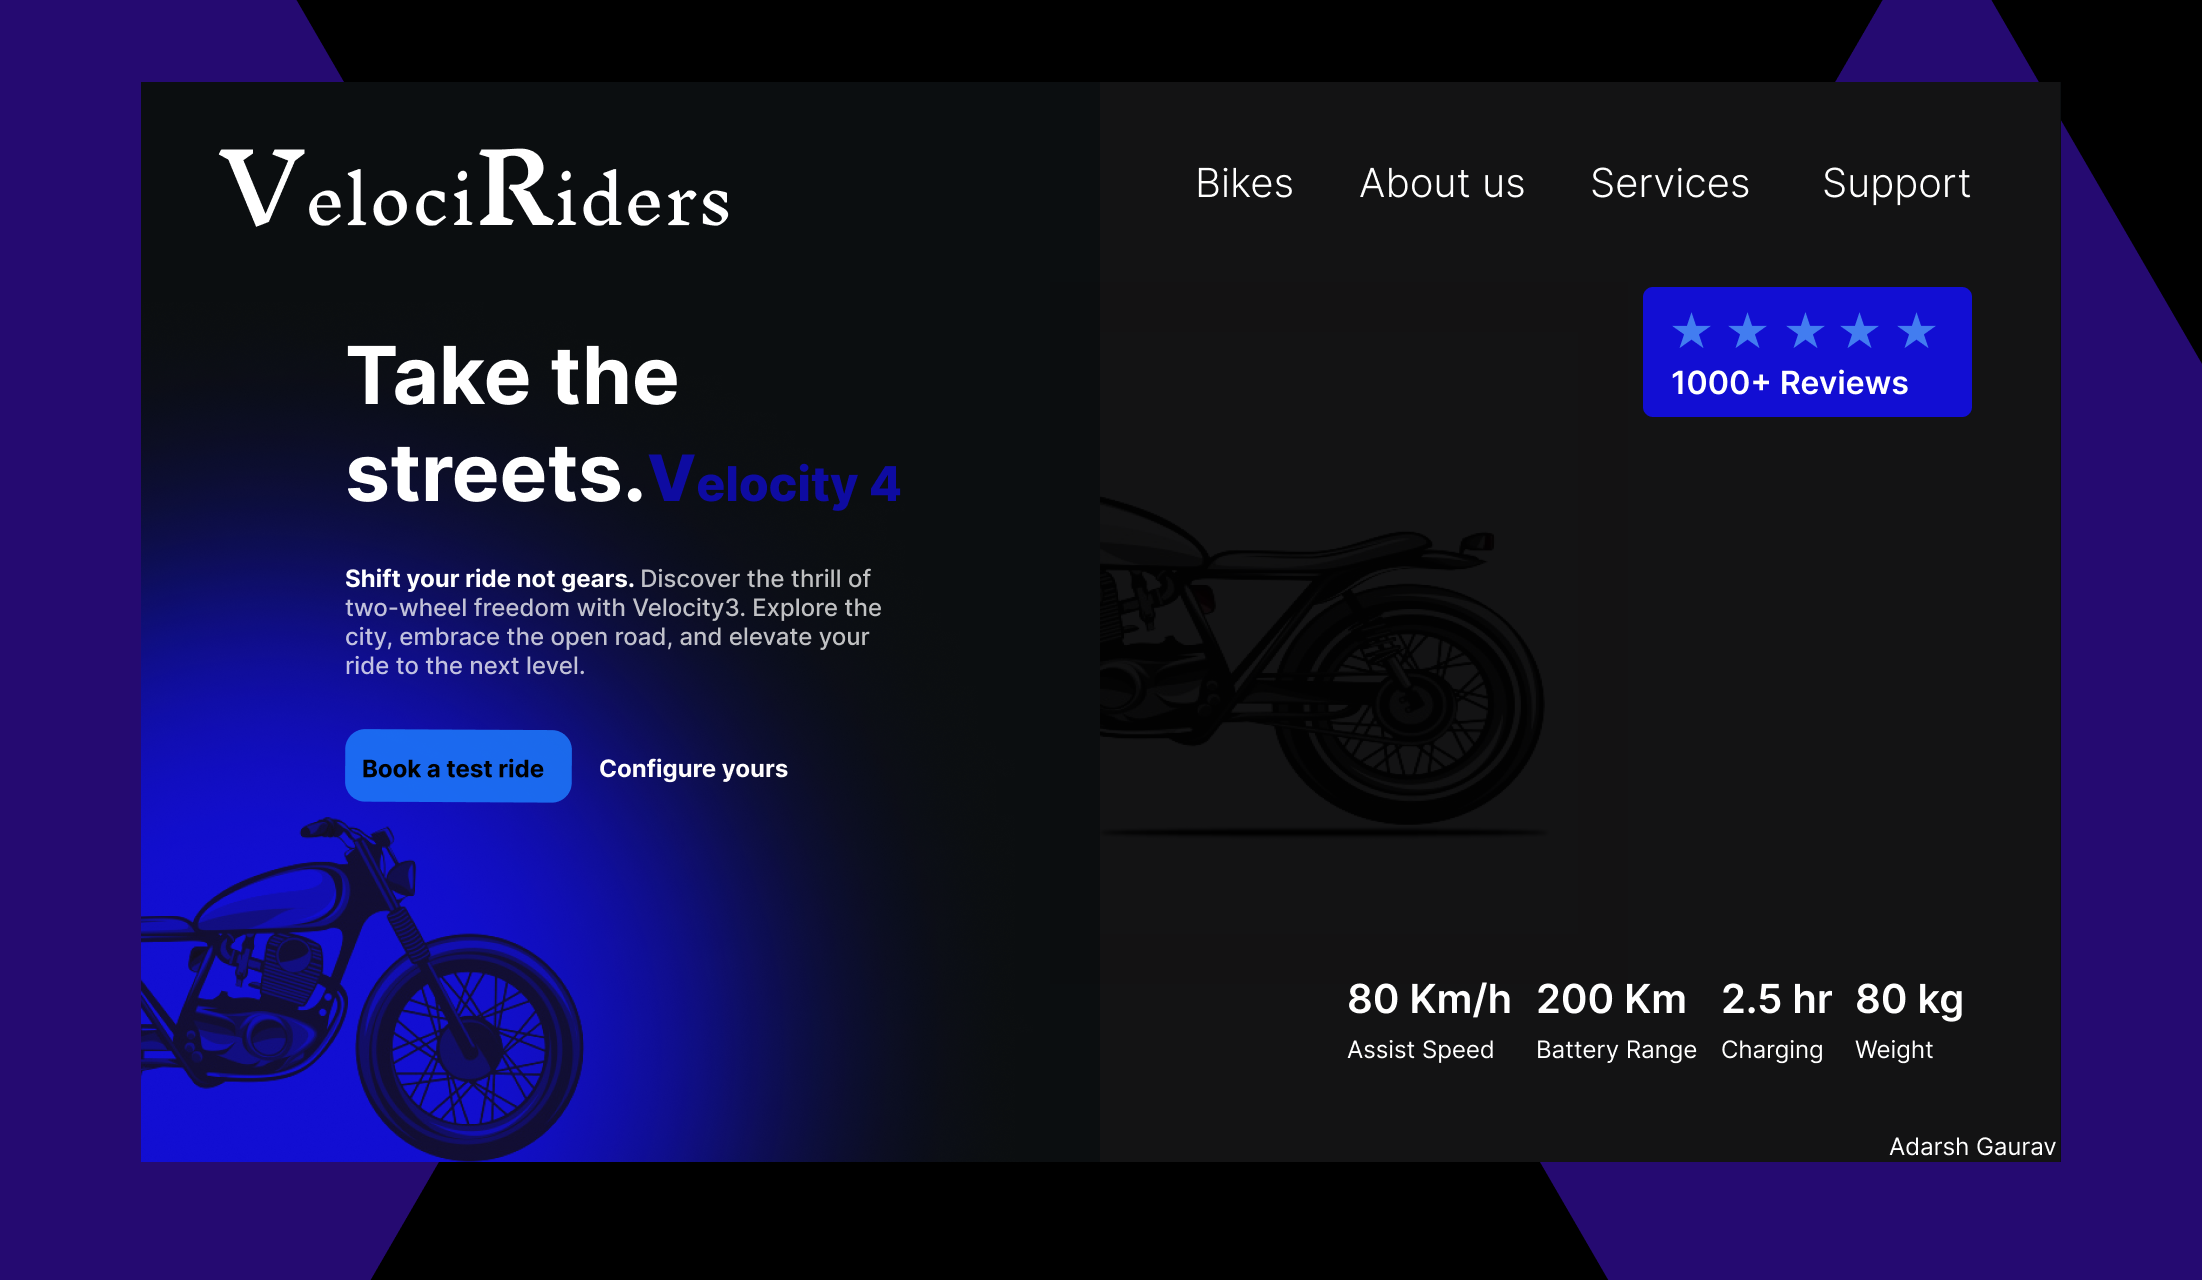 VelociRiders
Bikes About us Services Support
Take the
streets. Velocity 4
Shift your ride not gears. Discover the thrill of
two-wheel freedom with Velocity3. Explore the
city, embrace the open road, and elevate your
ride to the next level.
Book a test ride Configure yours
1000+ Reviews
80 Km/h 200 Km 2.5 hr 80 kg
Assist Speed Battery Range Charging Weight
Adarsh Gaurav